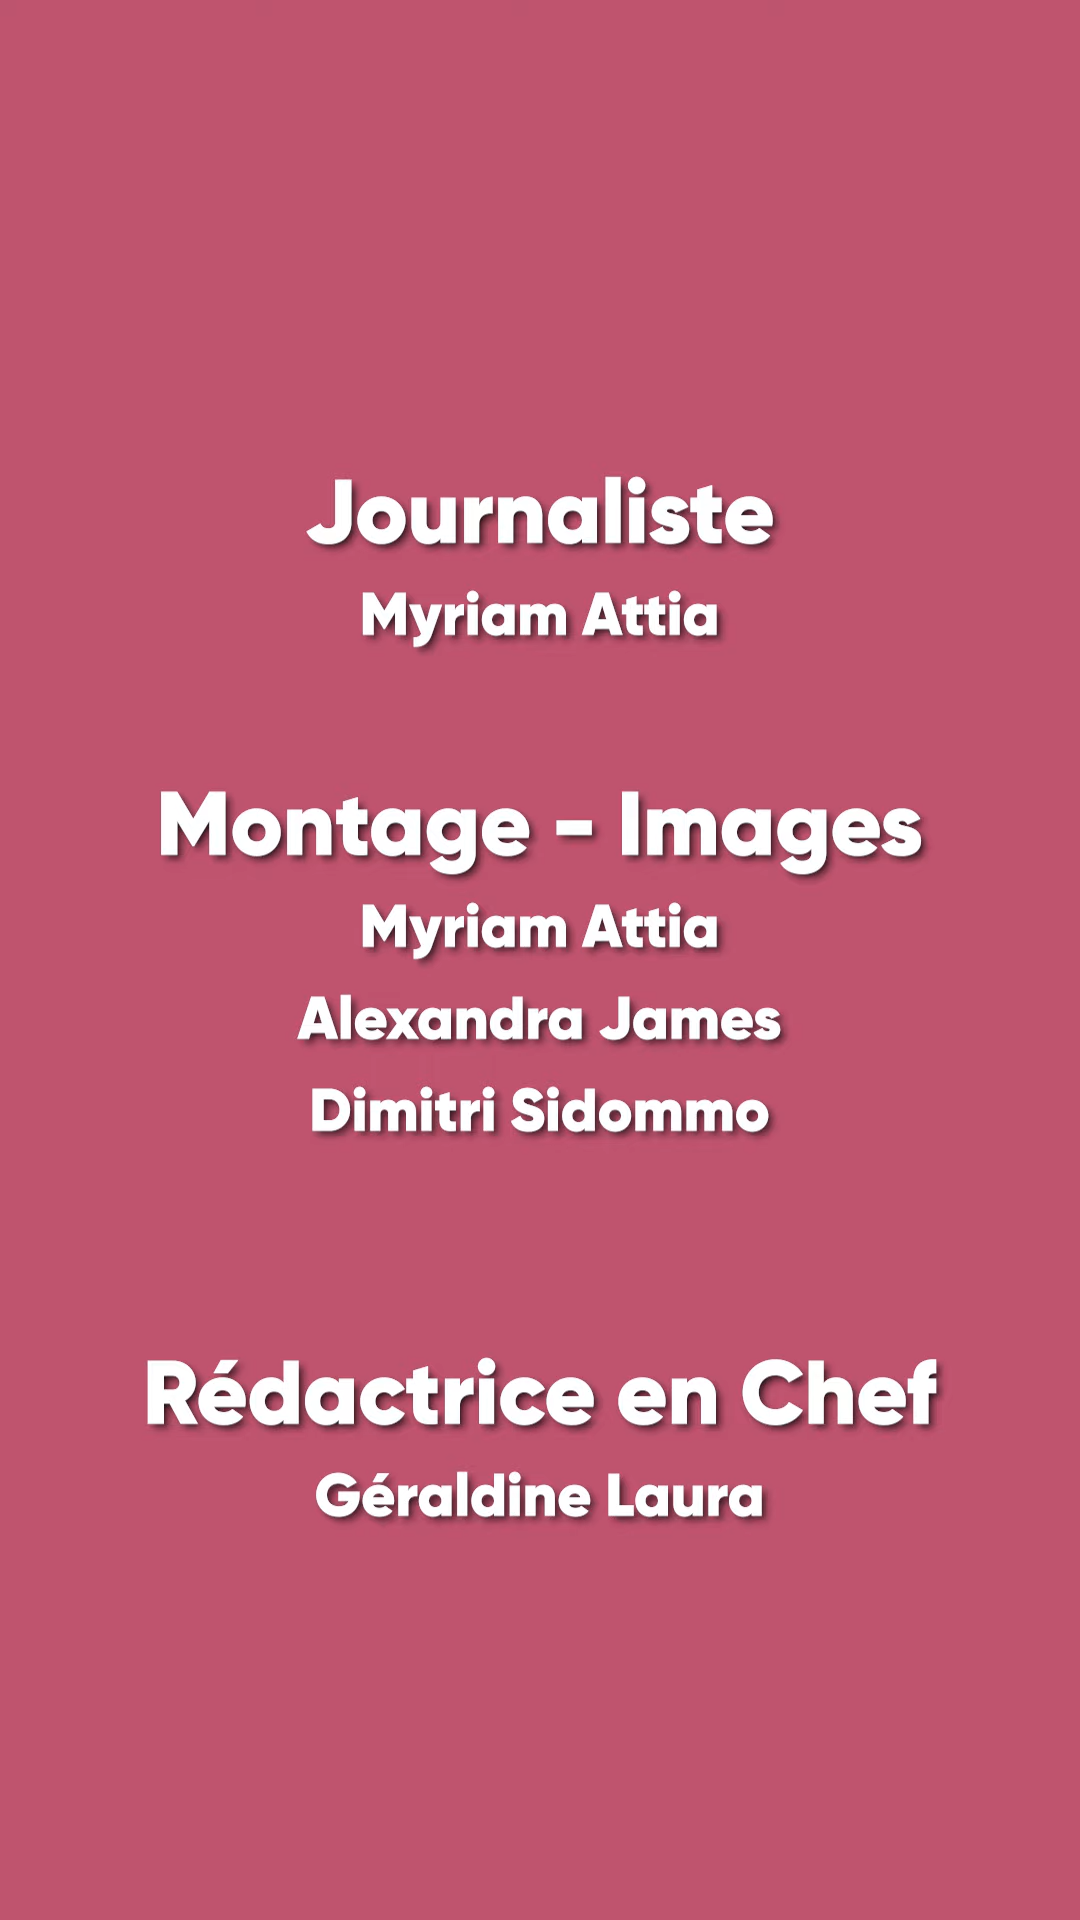 Journaliste
Myriam Attia
Montage - Images
Myriam Attia
Alexandra James
Dimitri Sidommo
Rédactrice en Chef
Géraldine Laura